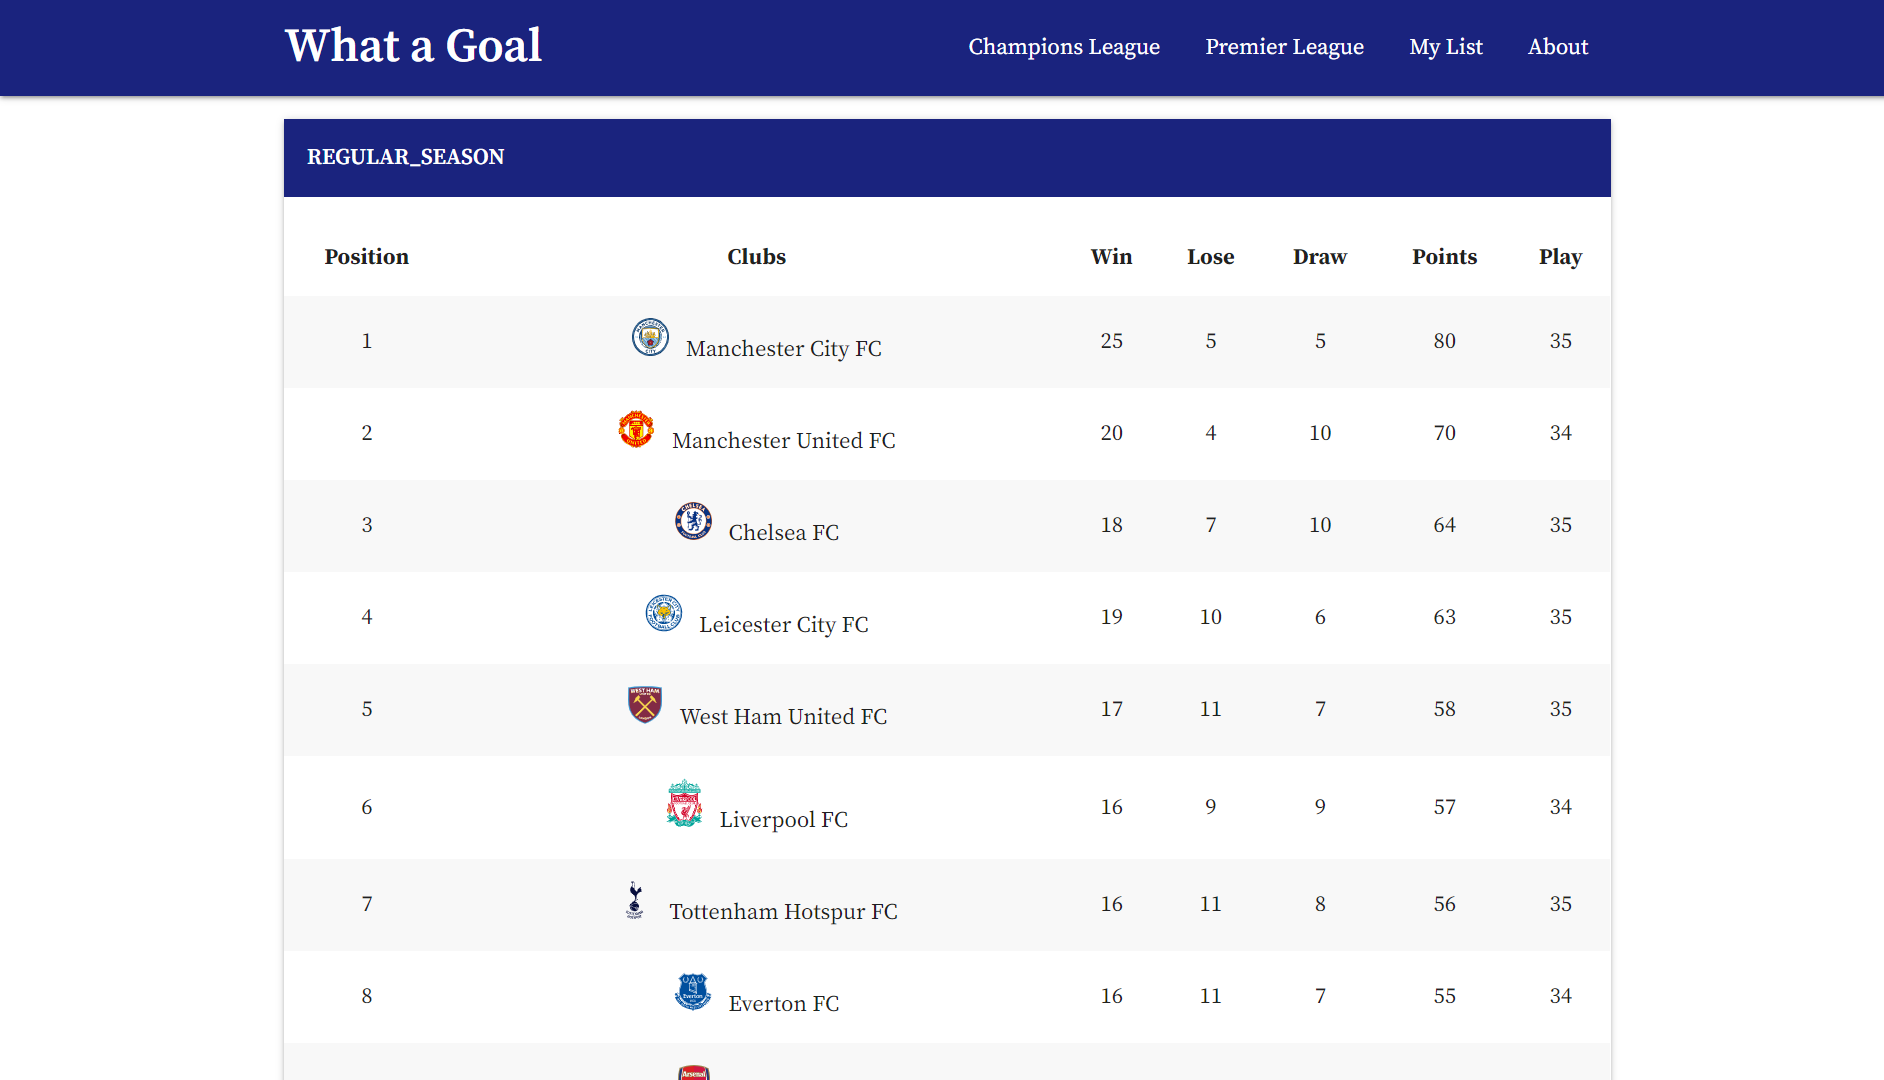 What a Goal Champions League Premier League My List About
REGULAR_SEASON
Position Clubs Win Lose Draw Points Play
1 Manchester City FC 25 5 5 80 35
2 Manchester United FC 20 4 10 70 34
3 Chelsea FC 18 7 10 64 35
4 Leicester City FC 19 10 6 63 35
5 West Ham United FC 17 11 7 58 35
6 Liverpool FC 16 9 9 57 34
7 Tottenham Hotspur FC 16 11 8 56 35
8 Everton FC 16 11 7 55 34
Arsenal